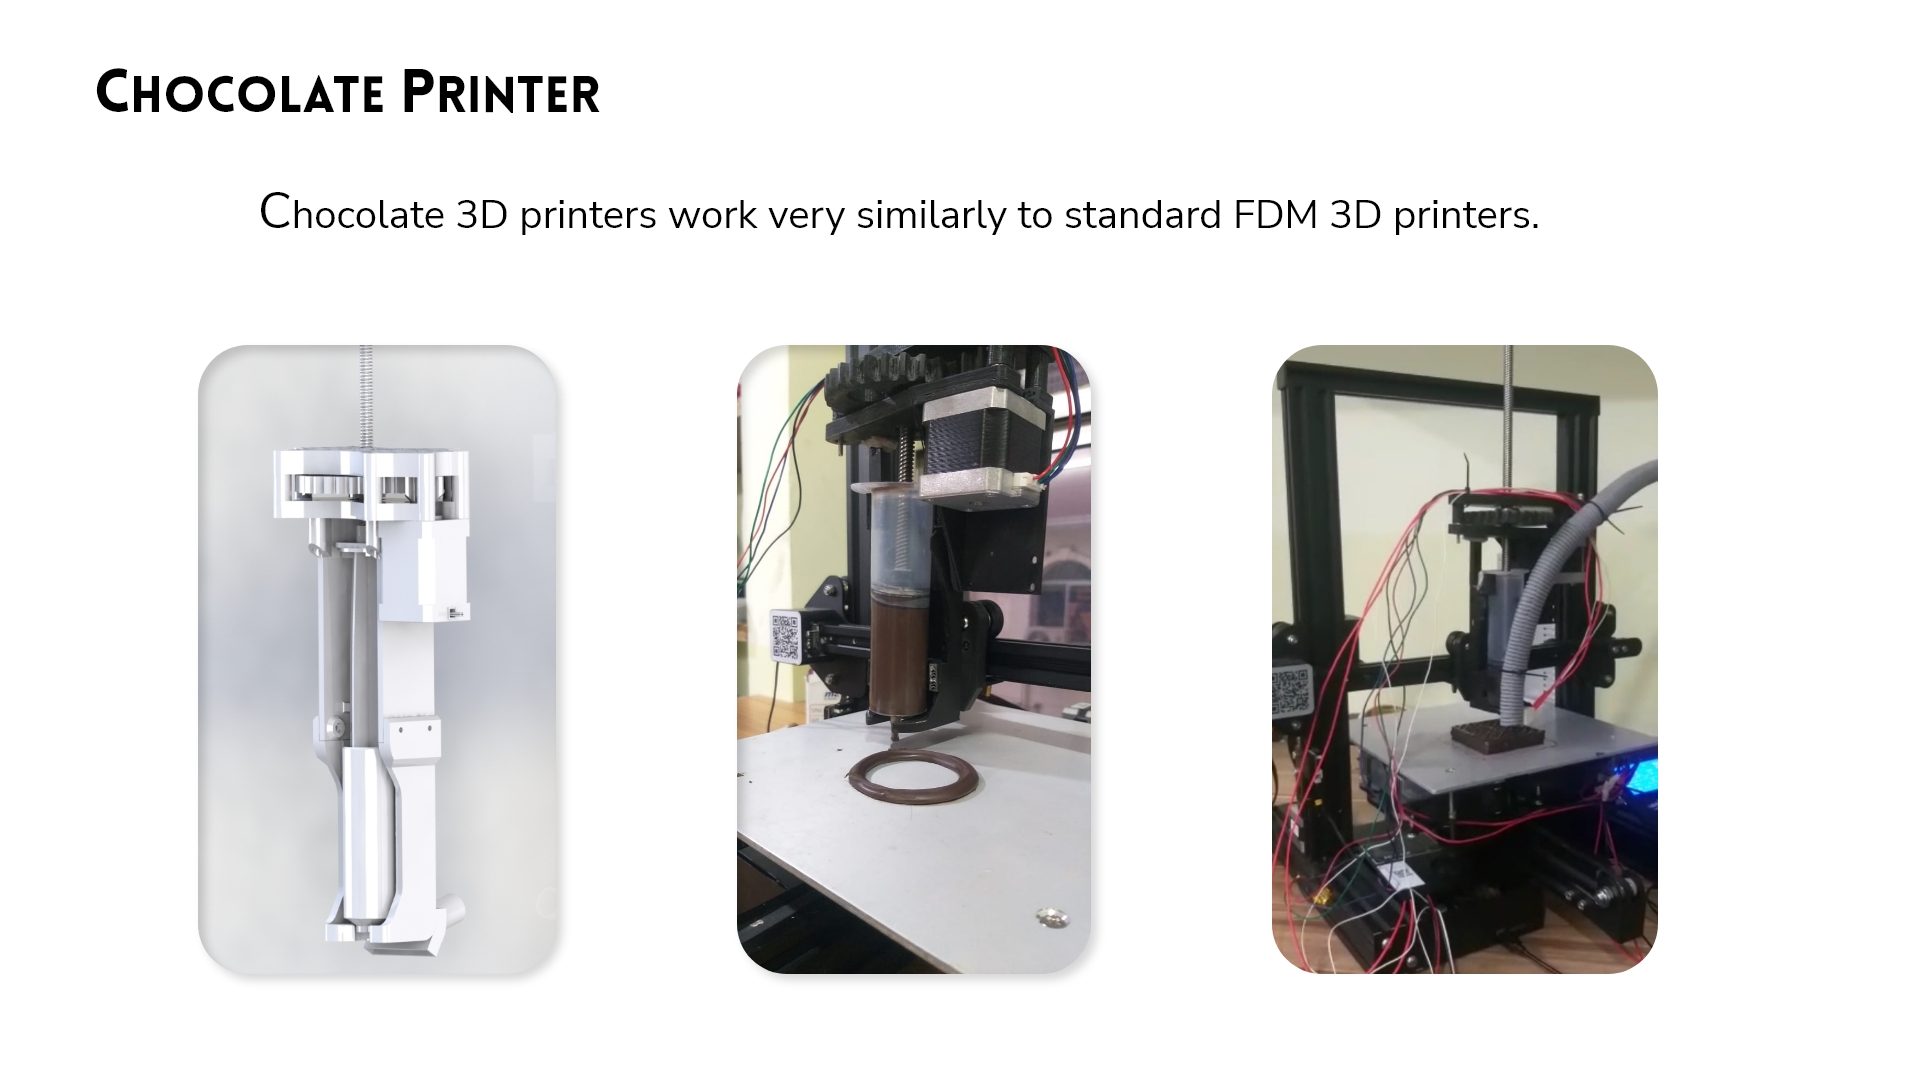 Chocolate Printer
Chocolate 3D printers work very similarly to standard FDM 3D printers.